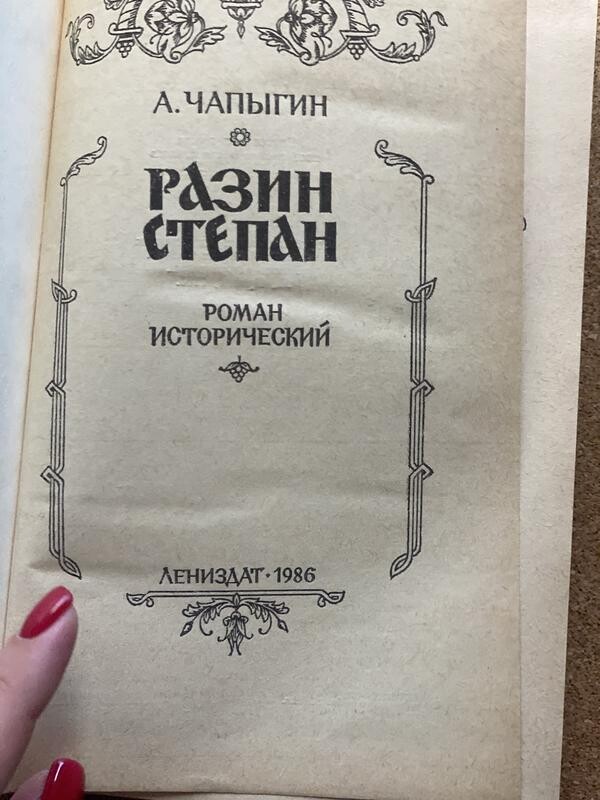 А. ЧАПЫГИН
РАЗИН
СТЕПАН
РОМАН
ИСТОРИЧЕСКИЙ
ЛЕНИЗДАТ · 1986